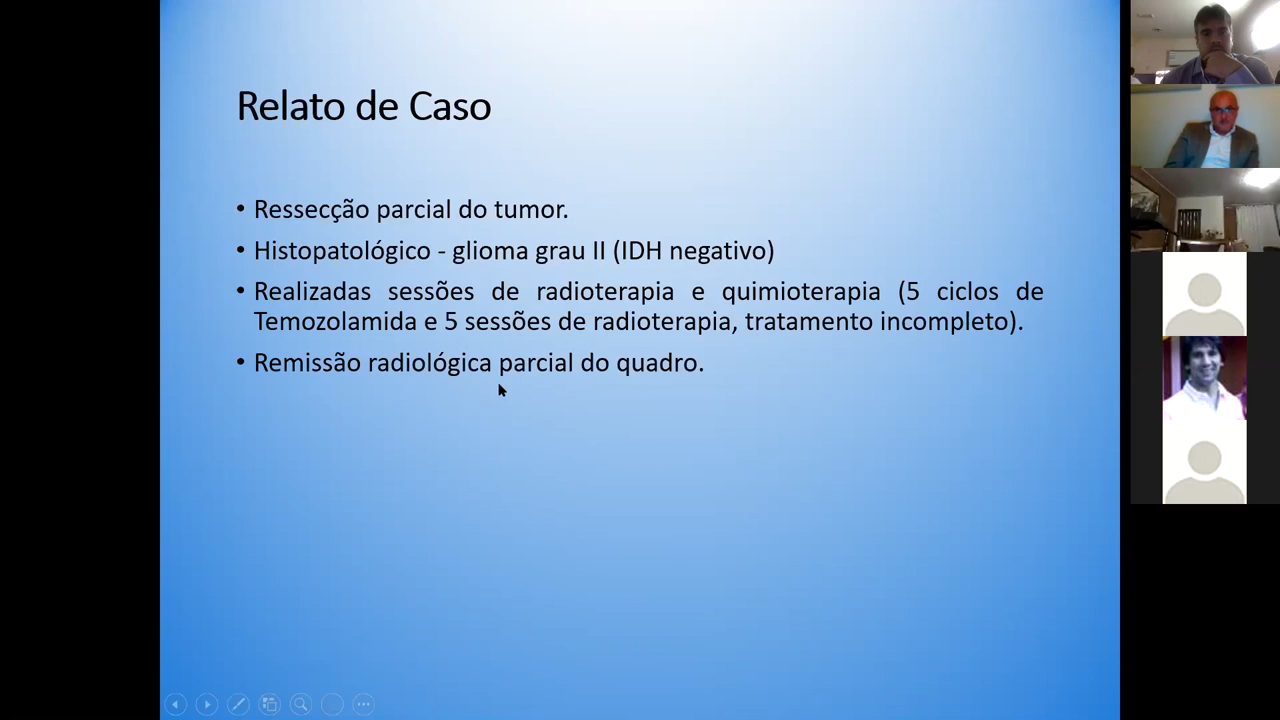 Relato de Caso
• Ressecção parcial do tumor.
• Histopatológico - glioma grau II (IDH negativo)
• Realizadas sessões de radioterapia e quimioterapia (5 ciclos de
Temozolamida e 5 sessões de radioterapia, tratamento incompleto).
• Remissão radiológica parcial do quadro.